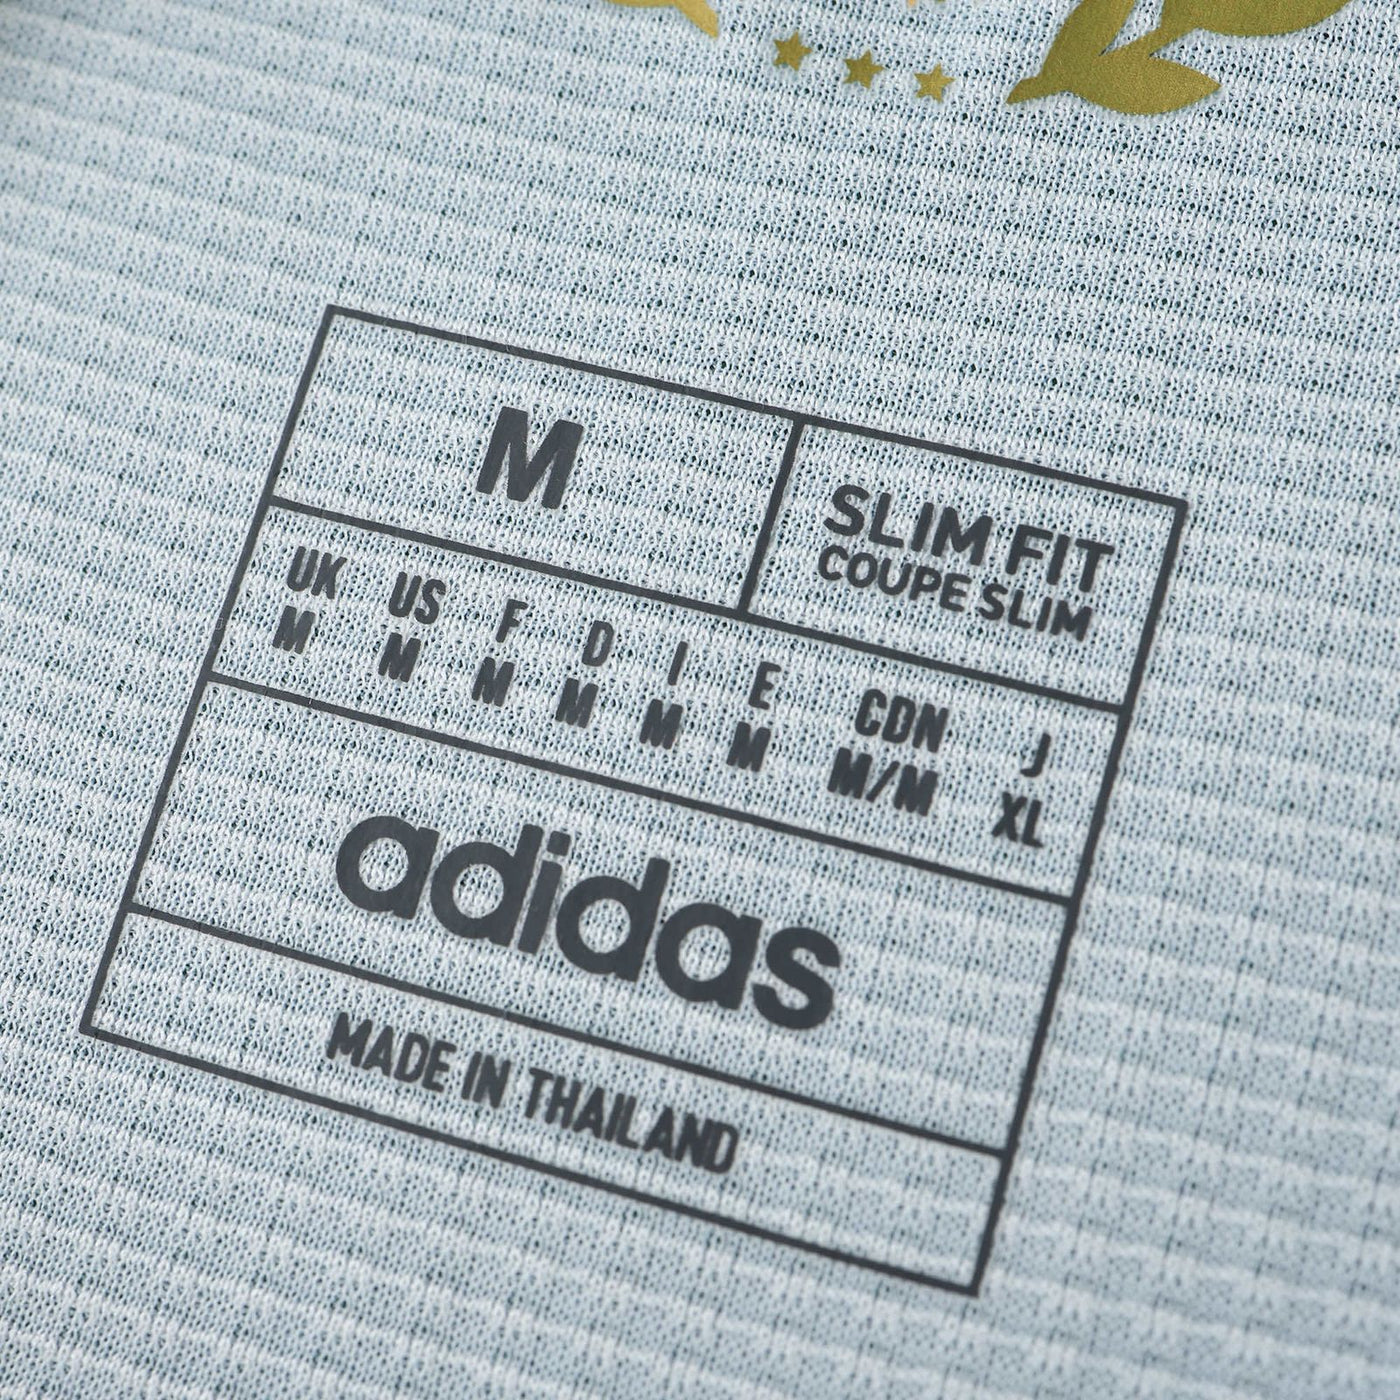 M
SLIM FIT
COUPE SLIM
UK US F D I E CDN J
M M M M M M M/M XL
adidas
MADE IN THAILAND